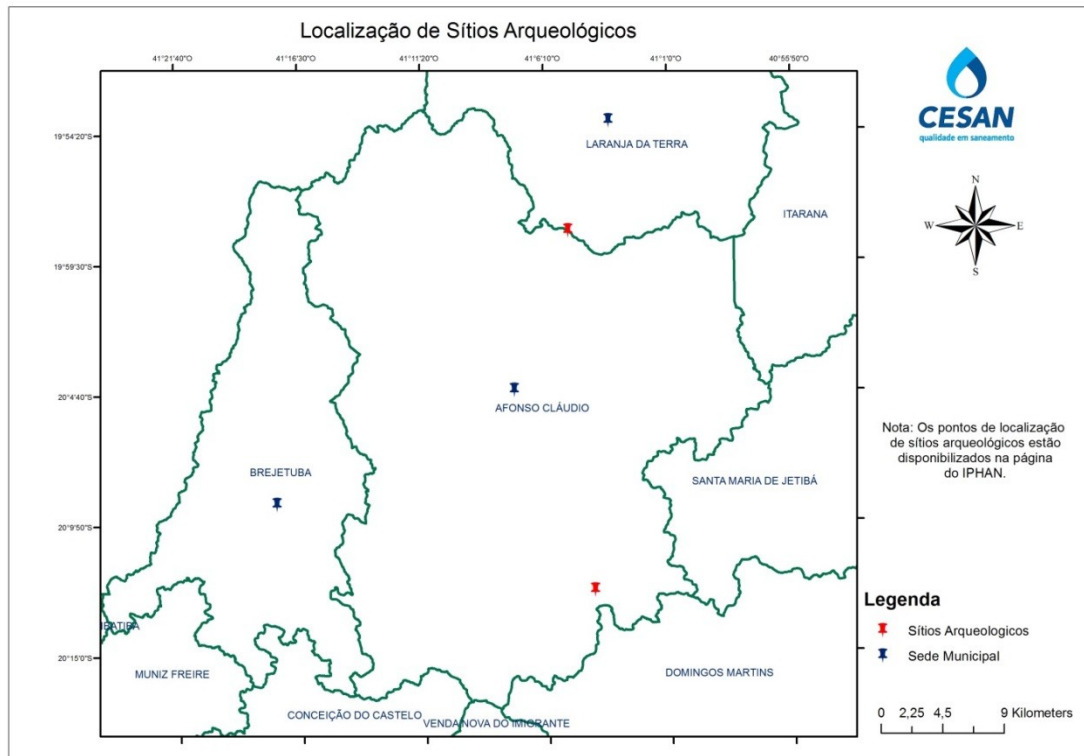 Localização de Sítios Arqueológicos
41°21'40"O
41°16'30"O
41°11'20"O
41°6'10"O
41°1'0"O
40°55'50"O
19°54'20"S
19°59'30"S
20°4'40"S
20°9'50"S
20°15'0"S
LARANJA DA TERRA
ITARANA
AFONSO CLÁUDIO
BREJETUBA
SANTA MARIA DE JETIBÁ
IBATIBA
MUNIZ FREIRE
DOMINGOS MARTINS
CONCEIÇÃO DO CASTELO
VENDA NOVA DO IMIGRANTE
CESAN
qualidade em saneamento
N
W
E
S
Nota: Os pontos de localização
de sítios arqueológicos estão
disponibilizados na página
do IPHAN.
Legenda
Sítios Arqueologicos
Sede Municipal
0 2,25 4,5 9 Kilometers